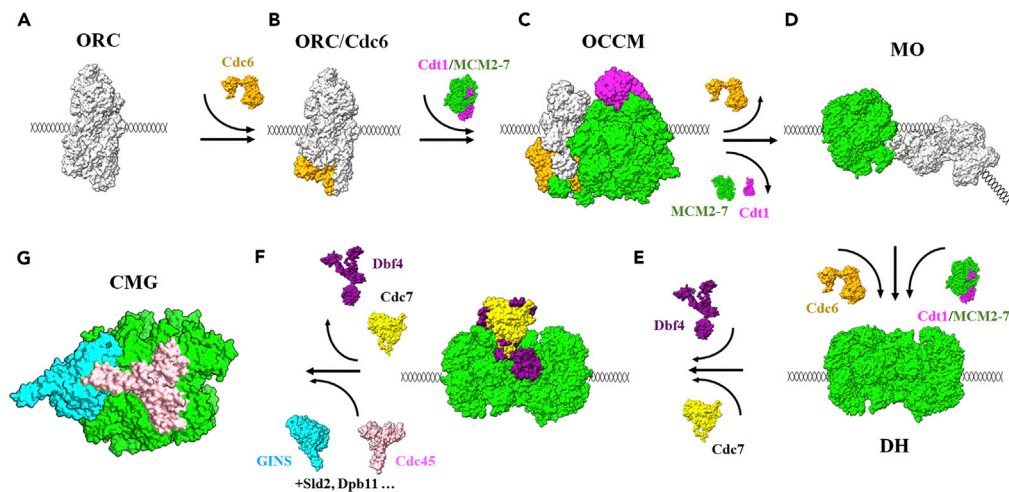 A
ORC
Cdc6
B
ORC/Cdc6
Cdt1/MCM2-7
C
OCCM
MCM2-7 Cdt1
D
MO
G
CMG
F
Dbf4
Cdc7
GINS
Cdc45
+Sld2, Dpb11 ...
E
Dbf4
Cdc7
Cdc6
Cdt1/MCM2-7
DH